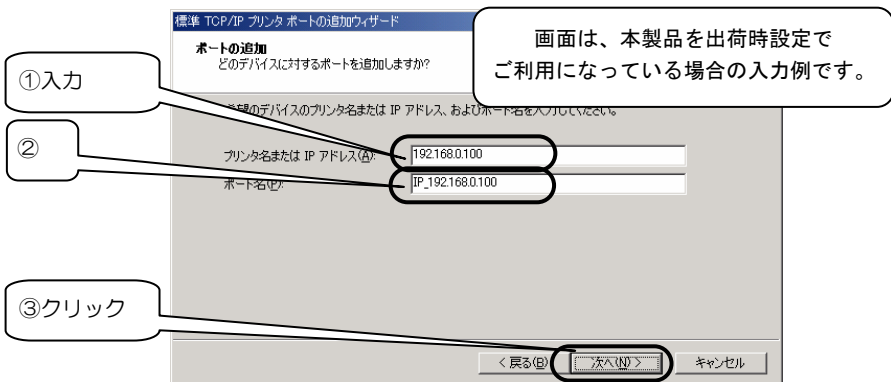 標準 TCP/IP プリンタ ポートの追加ウィザード
画面は、本製品を出荷時設定で
ご利用になっている場合の入力例です。
ポートの追加
どのデバイスに対するポートを追加しますか?
①入力
希望のデバイスのプリンタ名または IP アドレス、およびポート名を入力してください。
②
プリンタ名または IP アドレス(A): 192.168.0.100
ポート名(P): IP_192.168.0.100
③クリック
< 戻る(B) 次へ(N) > キャンセル